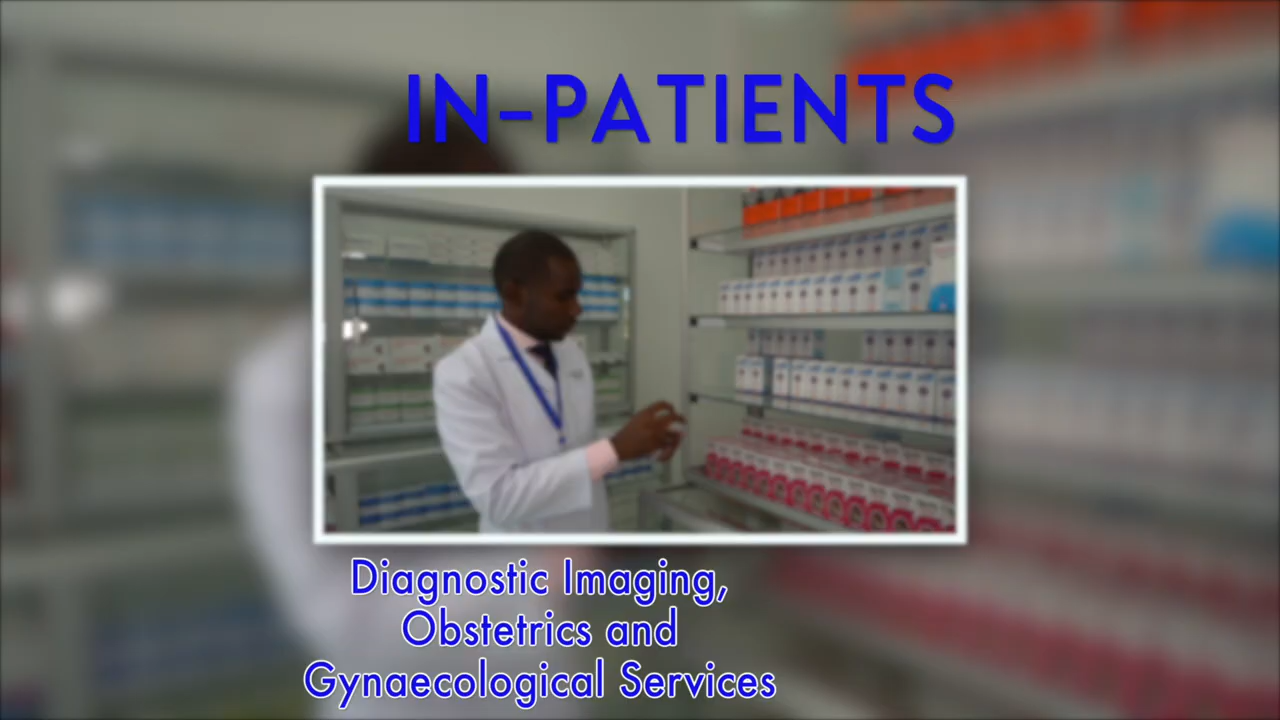 IN-PATIENTS
Diagnostic Imaging,
Obstetrics and
Gynaecological Services